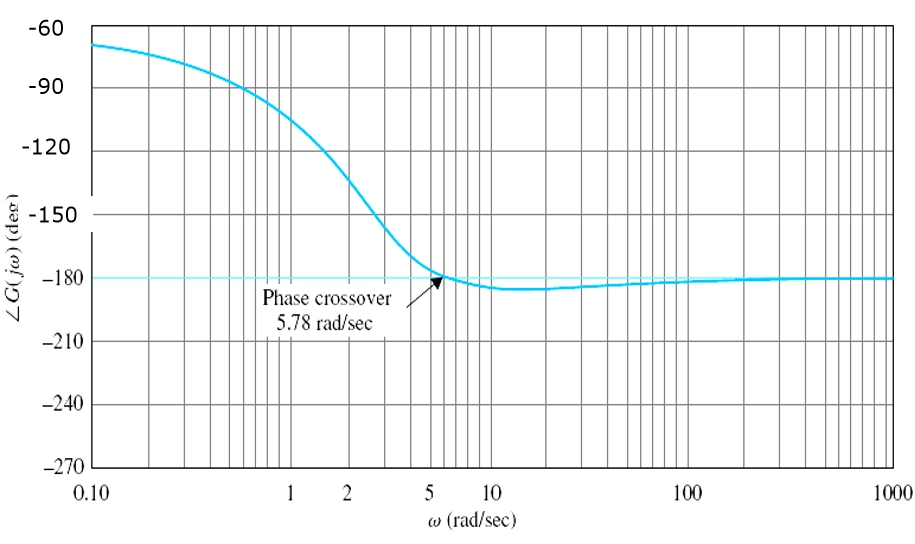 -60
-90
-120
-150
–180
–210
–240
–270
∠G(jω) (deg)
Phase crossover
5.78 rad/sec
0.10 1 2 5 10 100 1000
ω (rad/sec)